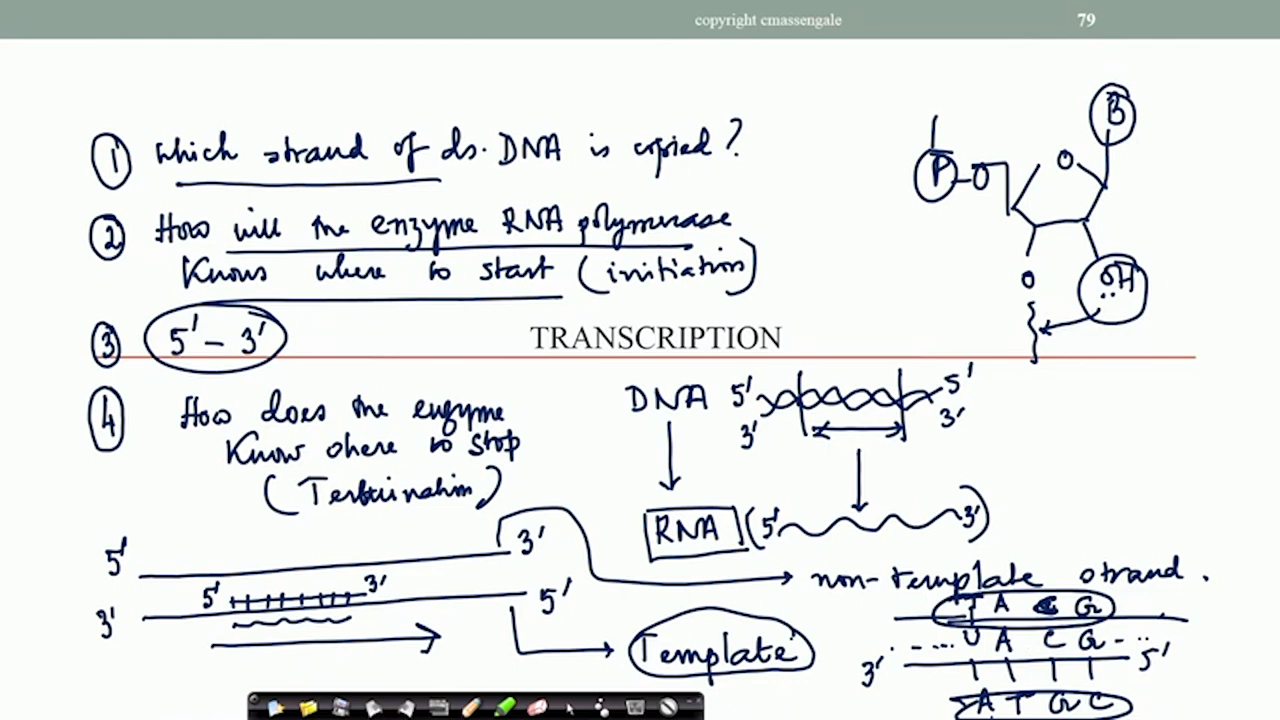 copyright cmassengale 79
① Which strand of ds. DNA is copied?
② How will the enzyme RNA polymerase
Knows where to start (initiation)
③ 5' – 3'
TRANSCRIPTION
④ How does the enzyme
Know where to stop
(Termination)
B
P – O
O
O
OH
DNA 5' 5'
3' 3'
RNA (5' 3')
5' 3'
5' 3'
3' 5'
non-template strand.
Template
T A C G
... - ... U A C G - ...
3' 5'
A T G C